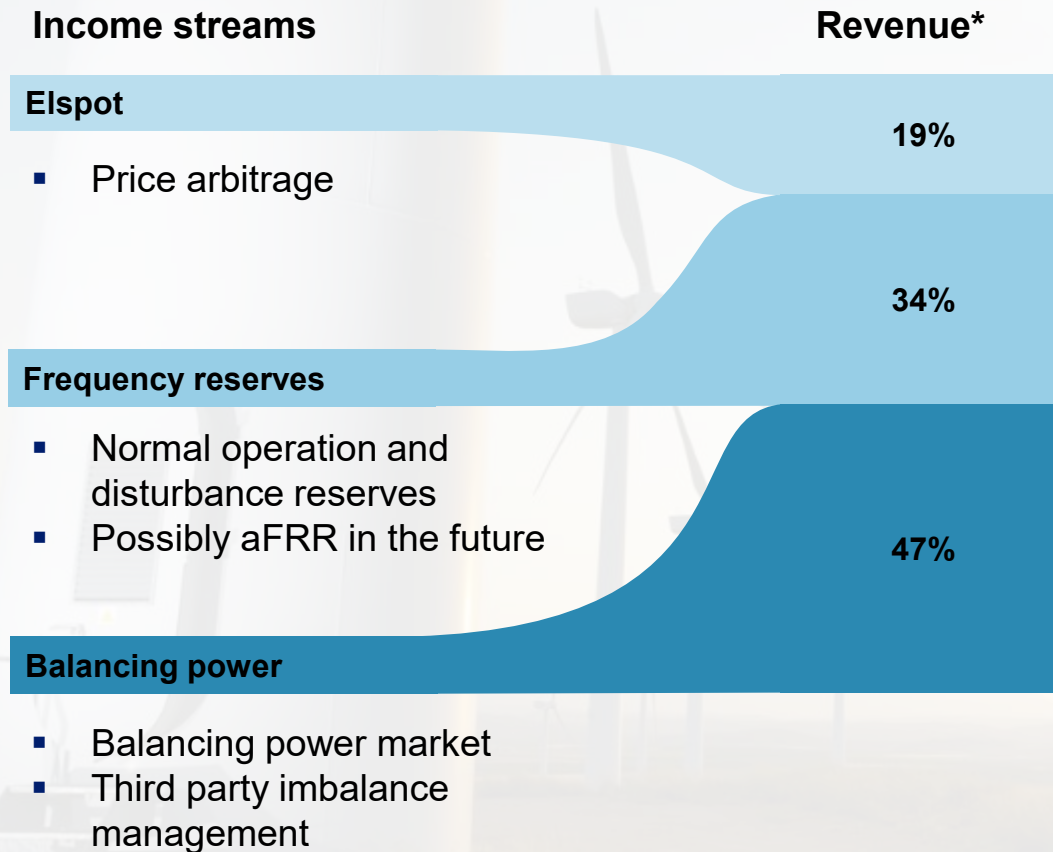 Income streams
Revenue*
Elspot
19%
▪ Price arbitrage
34%
Frequency reserves
▪ Normal operation and
disturbance reserves
▪ Possibly aFRR in the future
47%
Balancing power
▪ Balancing power market
▪ Third party imbalance
management